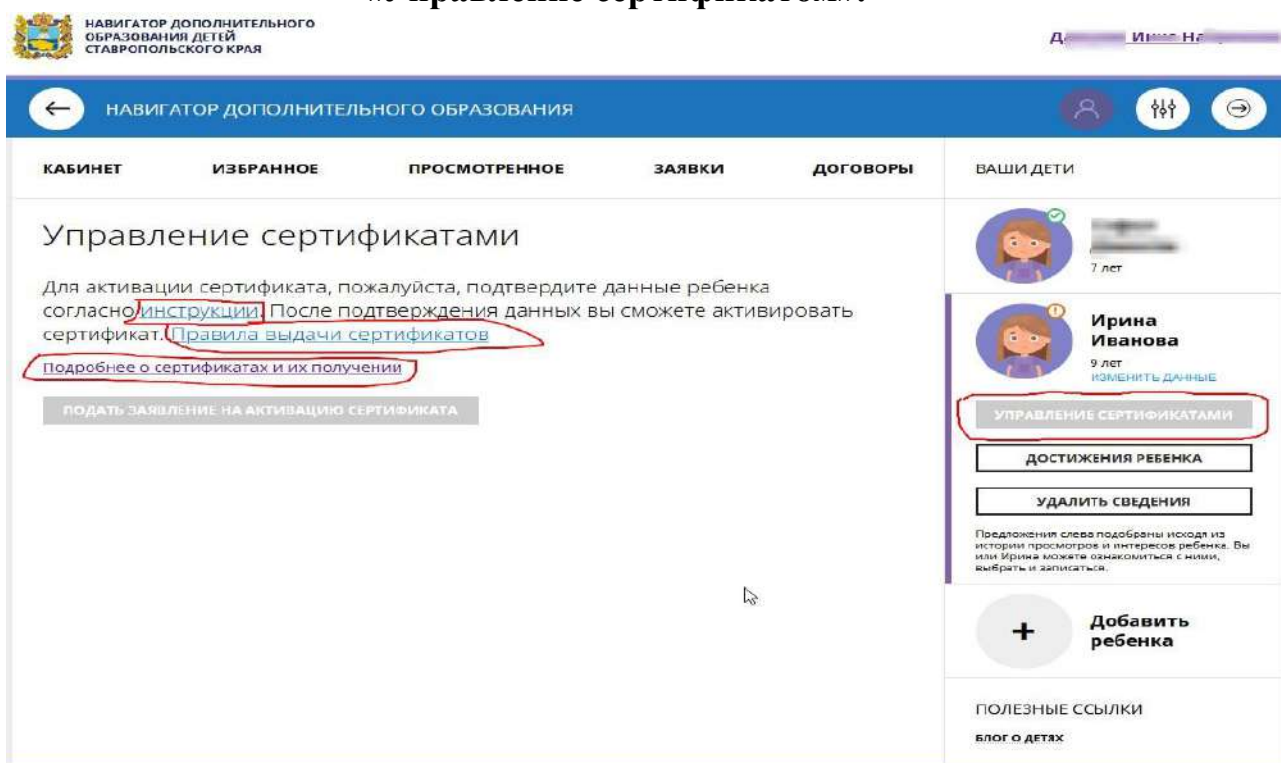 НАВИГАТОР ДОПОЛНИТЕЛЬНОГО
ОБРАЗОВАНИЯ ДЕТЕЙ
СТАВРОПОЛЬСКОГО КРАЯ
НАВИГАТОР ДОПОЛНИТЕЛЬНОГО ОБРАЗОВАНИЯ
КАБИНЕТ ИЗБРАННОЕ ПРОСМОТРЕННОЕ ЗАЯВКИ ДОГОВОРЫ
Управление сертификатами
Для активации сертификата, пожалуйста, подтвердите данные ребенка
согласно инструкции. После подтверждения данных вы сможете активировать
сертификат. Правила выдачи сертификатов
Подробнее о сертификатах и их получении
ПОДАТЬ ЗАЯВЛЕНИЕ НА АКТИВАЦИЮ СЕРТИФИКАТА
ВАШИ ДЕТИ
7 лет
Ирина
Иванова
9 лет
ИЗМЕНИТЬ ДАННЫЕ
УПРАВЛЕНИЕ СЕРТИФИКАТАМИ
ДОСТИЖЕНИЯ РЕБЕНКА
УДАЛИТЬ СВЕДЕНИЯ
Предложения слева подобраны исходя из
истории просмотров и интересов ребенка. Вы
или Ирина можете ознакомиться с ними,
выбрать и записаться.
Добавить
ребенка
ПОЛЕЗНЫЕ ССЫЛКИ
БЛОГ О ДЕТЯХ